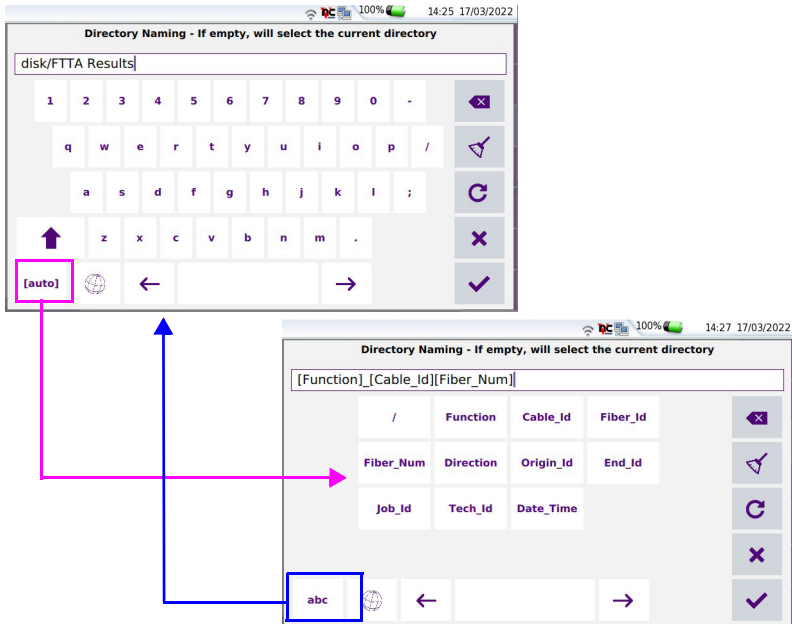 100% 14:25 17/03/2022
Directory Naming - If empty, will select the current directory
disk/FTTA Results
1 2 3 4 5 6 7 8 9 0 -
q w e r t y u i o p /
a s d f g h j k l ;
z x c v b n m .
[auto]
100% 14:27 17/03/2022
Directory Naming - If empty, will select the current directory
[Function]_[Cable_Id][Fiber_Num]
/ Function Cable_Id Fiber_Id
Fiber_Num Direction Origin_Id End_Id
Job_Id Tech_Id Date_Time
abc